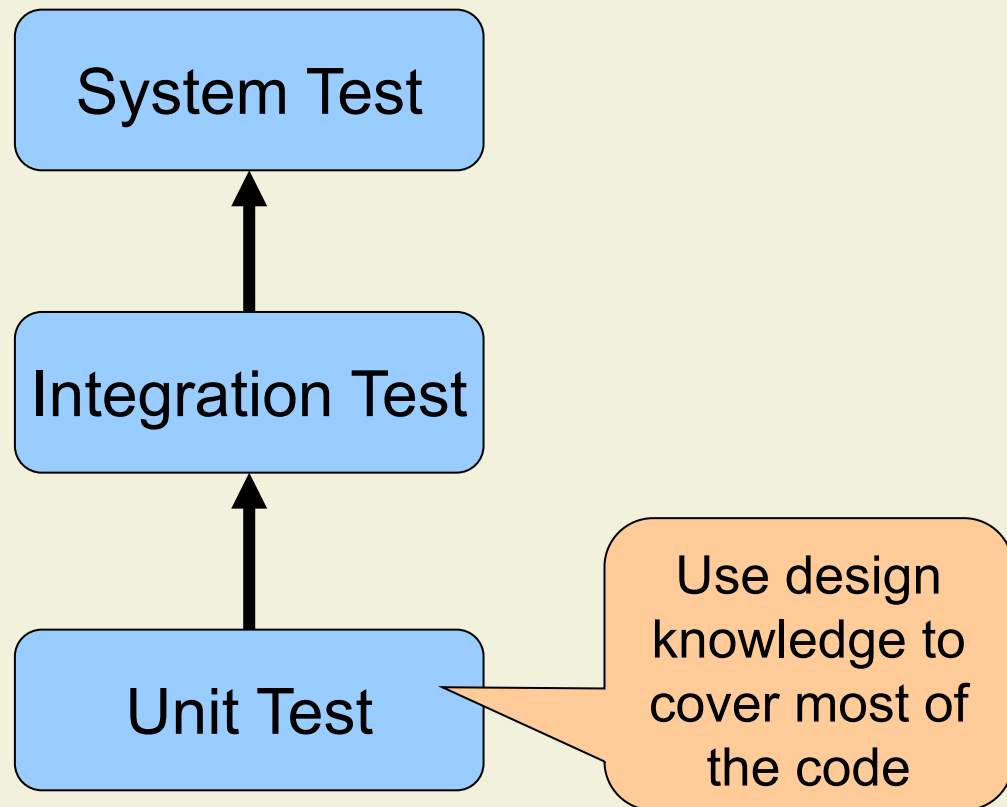 System Test
Integration Test
Unit Test
Use design
knowledge to
cover most of
the code